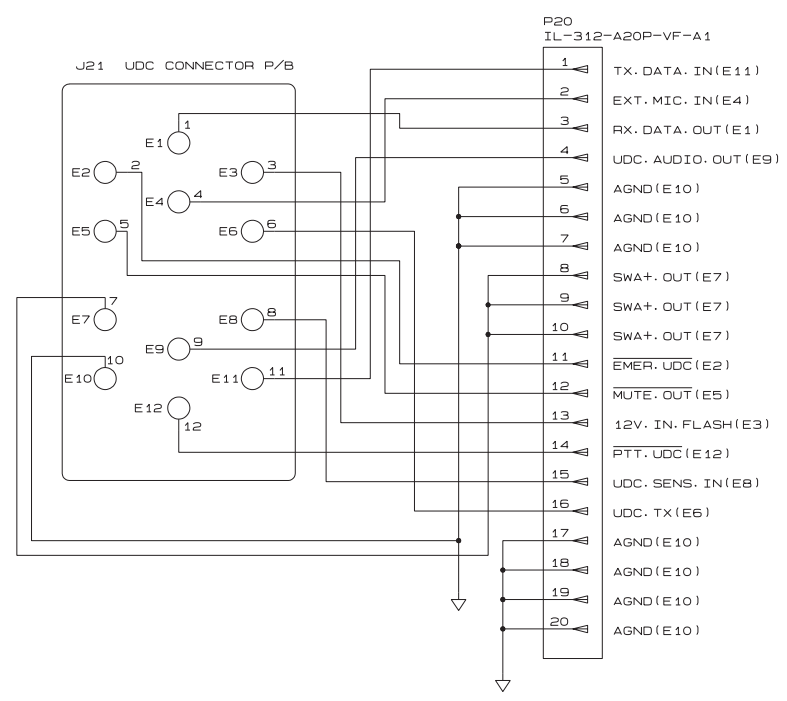 P20
IL-312-A20P-VF-A1
J21 UDC CONNECTOR P/B
1 TX.DATA.IN(E11)
2 EXT.MIC.IN(E4)
3 RX.DATA.OUT(E1)
4 UDC.AUDIO.OUT(E9)
5 AGND(E10)
6 AGND(E10)
7 AGND(E10)
8 SWA+.OUT(E7)
9 SWA+.OUT(E7)
10 SWA+.OUT(E7)
11 EMER.UDC(E2)
12 MUTE.OUT(E5)
13 12V.IN.FLASH(E3)
14 PTT.UDC(E12)
15 UDC.SENS.IN(E8)
16 UDC.TX(E6)
17 AGND(E10)
18 AGND(E10)
19 AGND(E10)
20 AGND(E10)
E1 1
E2 2
E3 3
E4 4
E5 5
E6 6
E7 7
E8 8
E9 9
E10 10
E11 11
E12 12